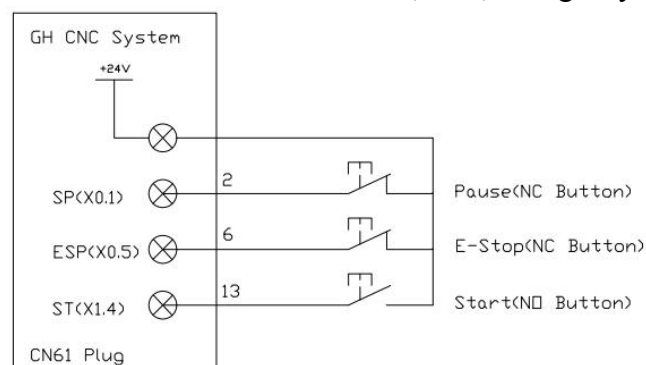 GH CNC System
+24V
SP(X0.1) 2 Pause(NC Button)
ESP(X0.5) 6 E-Stop(NC Button)
ST(X1.4) 13 Start(NO Button)
CN61 Plug